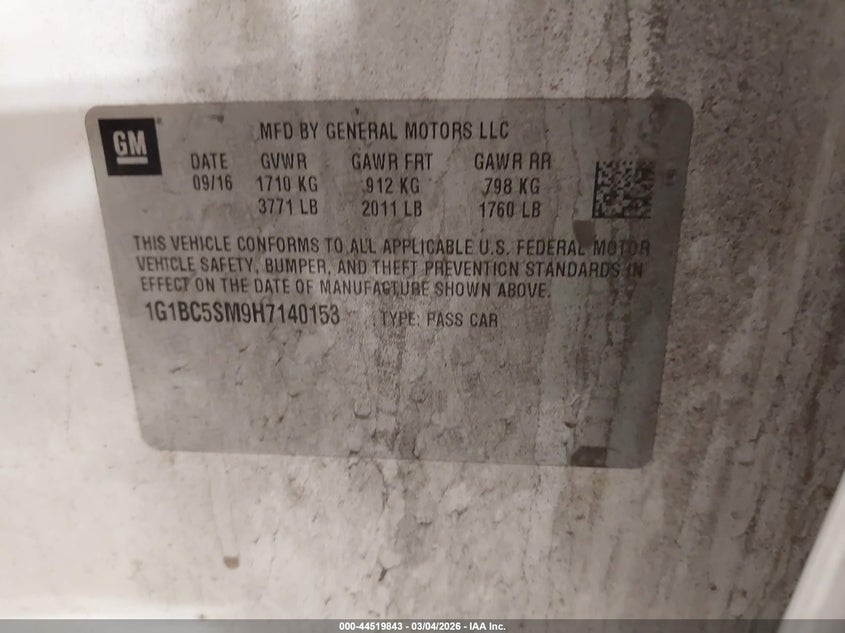 GM
MFD BY GENERAL MOTORS LLC
DATE GVWR GAWR FRT GAWR RR
09/16 1710 KG 912 KG 798 KG
3771 LB 2011 LB 1760 LB
THIS VEHICLE CONFORMS TO ALL APPLICABLE U.S. FEDERAL MOTOR
VEHICLE SAFETY, BUMPER, AND THEFT PREVENTION STANDARDS IN
EFFECT ON THE DATE OF MANUFACTURE SHOWN ABOVE.
1G1BC5SM9H7140153 TYPE: PASS CAR
000-44519843 - 03/04/2026 - IAA Inc.